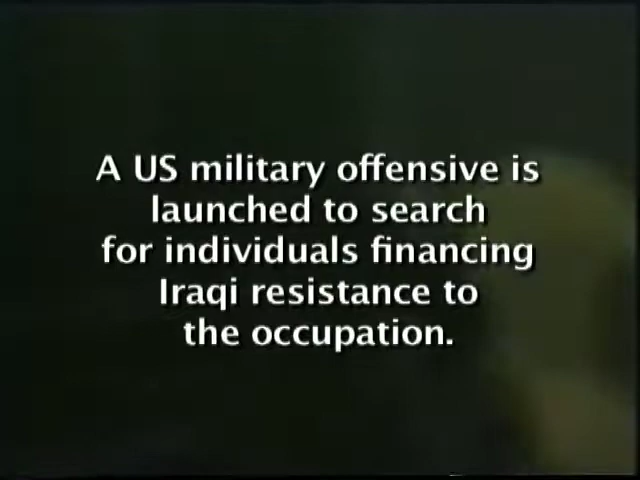 A US military offensive is
launched to search
for individuals financing
Iraqi resistance to
the occupation.